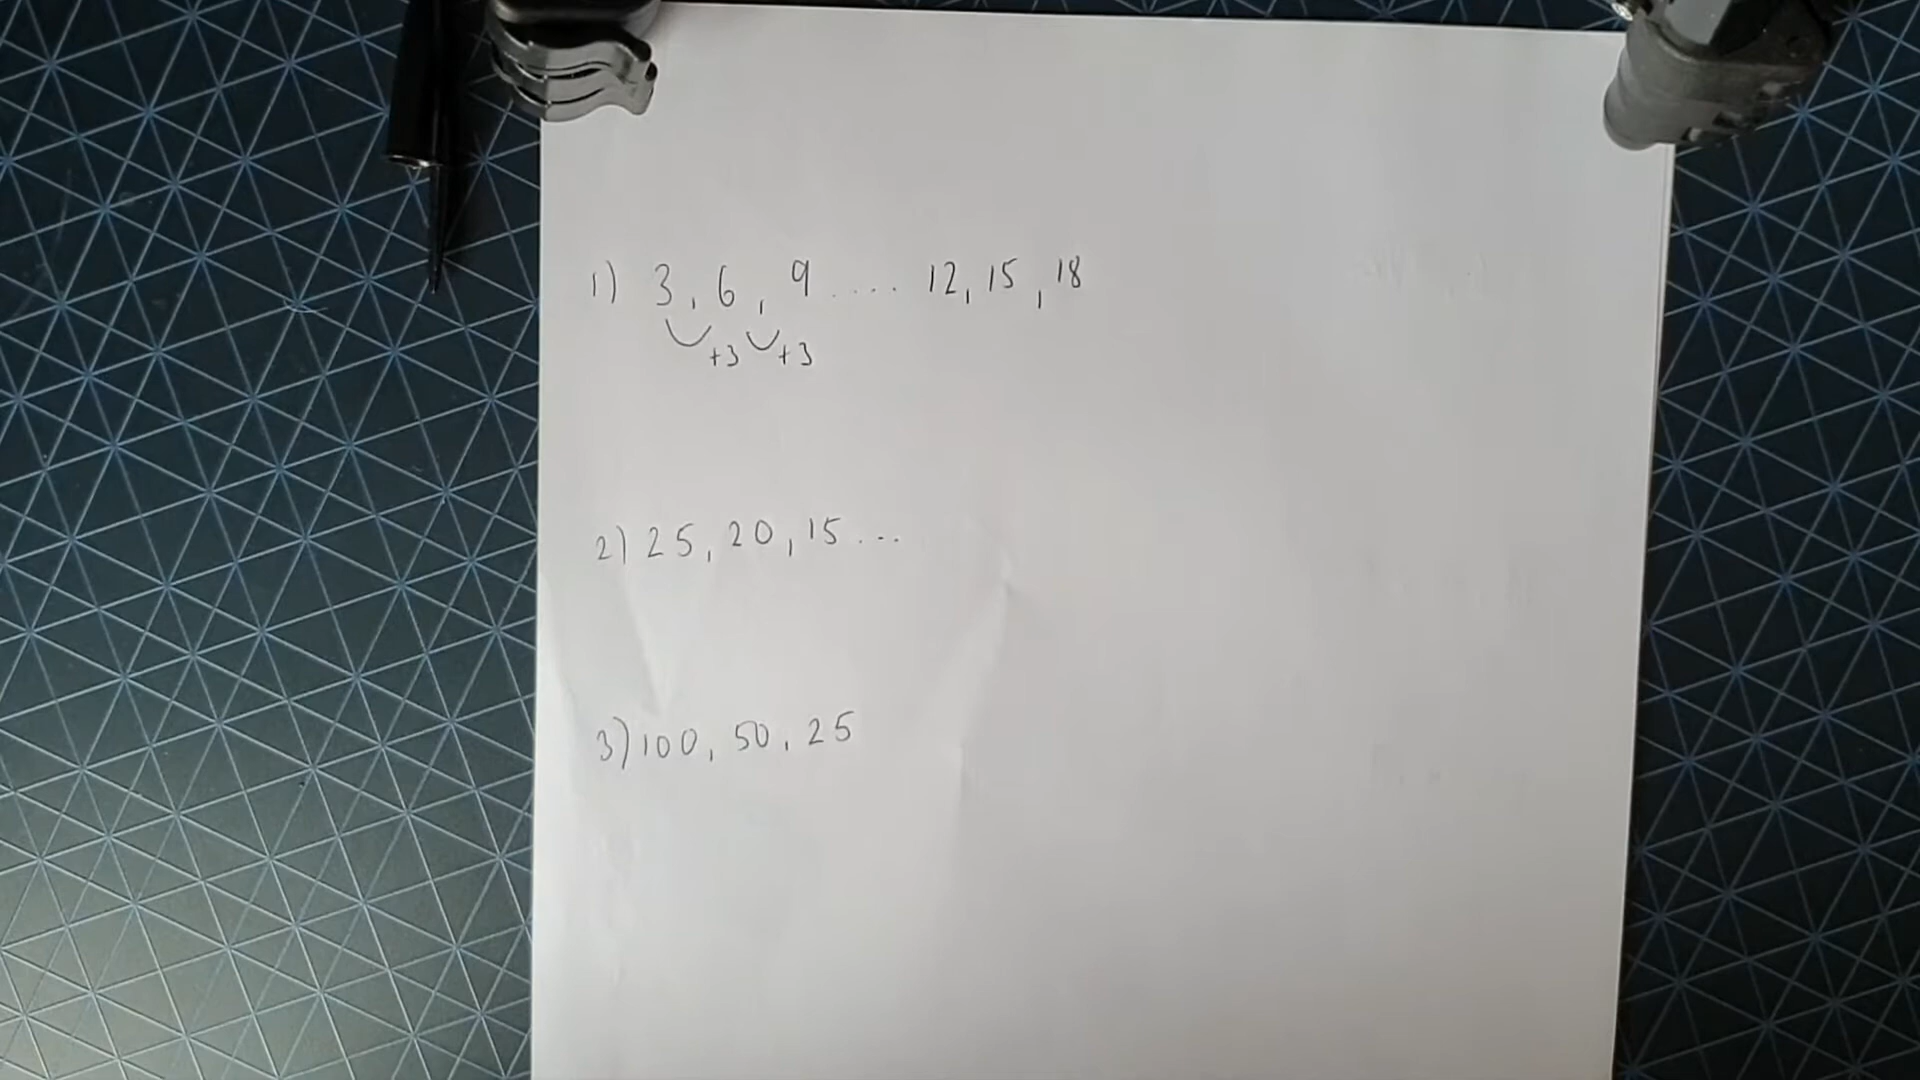 1) 3, 6, 9 .... 12, 15, 18
+3 +3
2) 25, 20, 15...
3) 100, 50, 25